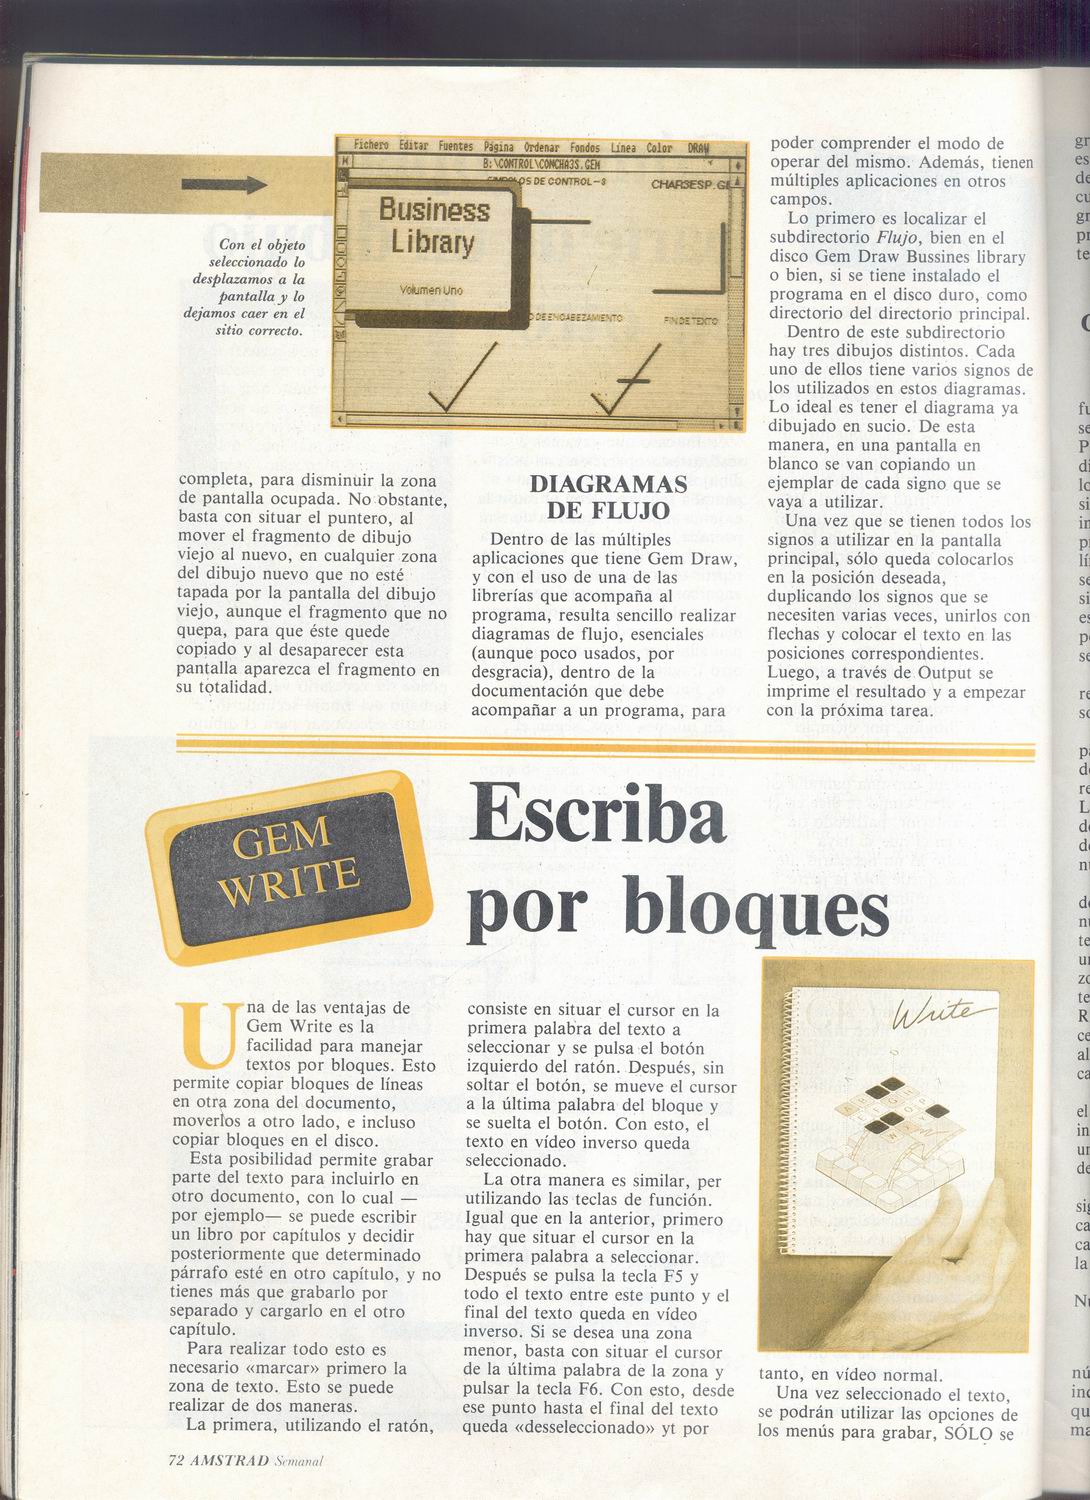 Fichero Editar Fuentes Página Ordenar Fondos Línea Color DRAW
B:\CONTROL\CONCHA3S.GEM
DE CONTROL-3
CHAR3ESP.G
Business
Library
Volumen Uno
DE ENCABEZAMIENTO
FIN DE TEXTO
Con el objeto
seleccionado lo
desplazamos a la
pantalla y lo
dejamos caer en el
sitio correcto.
completa, para disminuir la zona
de pantalla ocupada. No obstante,
basta con situar el puntero, al
mover el fragmento de dibujo
viejo al nuevo, en cualquier zona
del dibujo nuevo que no esté
tapada por la pantalla del dibujo
viejo, aunque el fragmento que no
quepa, para que éste quede
copiado y al desaparecer esta
pantalla aparezca el fragmento en
su totalidad.
DIAGRAMAS
DE FLUJO
Dentro de las múltiples
aplicaciones que tiene Gem Draw,
y con el uso de una de las
librerías que acompaña al
programa, resulta sencillo realizar
diagramas de flujo, esenciales
(aunque poco usados, por
desgracia), dentro de la
documentación que debe
acompañar a un programa, para
poder comprender el modo de
operar del mismo. Además, tienen
múltiples aplicaciones en otros
campos.
Lo primero es localizar el
subdirectorio Flujo, bien en el
disco Gem Draw Bussines library
o bien, si se tiene instalado el
programa en el disco duro, como
directorio del directorio principal.
Dentro de este subdirectorio
hay tres dibujos distintos. Cada
uno de ellos tiene varios signos de
los utilizados en estos diagramas.
Lo ideal es tener el diagrama ya
dibujado en sucio. De esta
manera, en una pantalla en
blanco se van copiando un
ejemplar de cada signo que se
vaya a utilizar.
Una vez que se tienen todos los
signos a utilizar en la pantalla
principal, sólo queda colocarlos
en la posición deseada,
duplicando los signos que se
necesiten varias veces, unirlos con
flechas y colocar el texto en las
posiciones correspondientes.
Luego, a través de Output se
imprime el resultado y a empezar
con la próxima tarea.
GEM
WRITE
Escriba
por bloques
Una de las ventajas de
Gem Write es la
facilidad para manejar
textos por bloques. Esto
permite copiar bloques de líneas
en otra zona del documento,
moverlos a otro lado, e incluso
copiar bloques en el disco.
Esta posibilidad permite grabar
parte del texto para incluirlo en
otro documento, con lo cual —
por ejemplo— se puede escribir
un libro por capítulos y decidir
posteriormente que determinado
párrafo esté en otro capítulo, y no
tienes más que grabarlo por
separado y cargarlo en el otro
capítulo.
Para realizar todo esto es
necesario «marcar» primero la
zona de texto. Esto se puede
realizar de dos maneras.
La primera, utilizando el ratón,
consiste en situar el cursor en la
primera palabra del texto a
seleccionar y se pulsa el botón
izquierdo del ratón. Después, sin
soltar el botón, se mueve el cursor
a la última palabra del bloque y
se suelta el botón. Con esto, el
texto en vídeo inverso queda
seleccionado.
La otra manera es similar, per
utilizando las teclas de función.
Igual que en la anterior, primero
hay que situar el cursor en la
primera palabra a seleccionar.
Después se pulsa la tecla F5 y
todo el texto entre este punto y el
final del texto queda en vídeo
inverso. Si se desea una zona
menor, basta con situar el cursor
de la última palabra de la zona y
pulsar la tecla F6. Con esto, desde
ese punto hasta el final del texto
queda «desseleccionado» yt por
Write
tanto, en vídeo normal.
Una vez seleccionado el texto,
se podrán utilizar las opciones de
los menús para grabar, SÓLO se
72 AMSTRAD Semanal